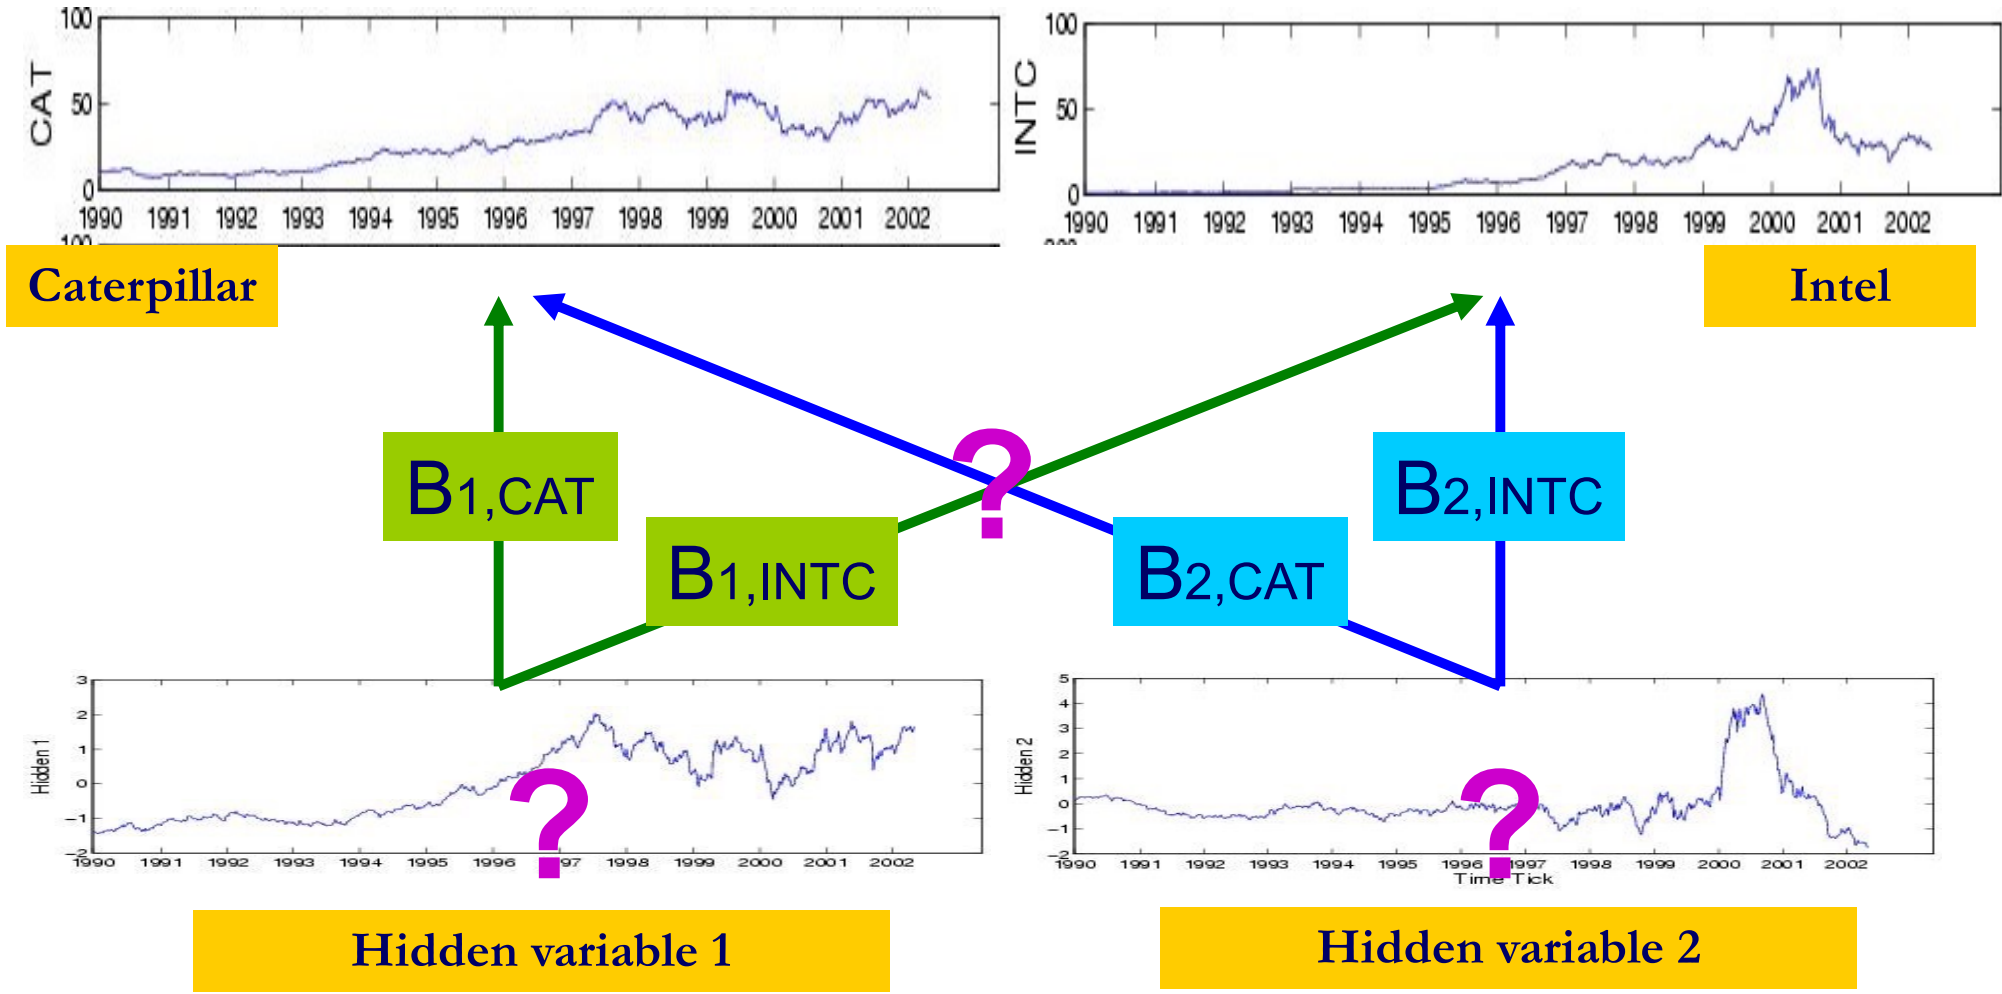 100
CAT
50
0
1990 1991 1992 1993 1994 1995 1996 1997 1998 1999 2000 2001 2002
100
INTC
50
0
1990 1991 1992 1993 1994 1995 1996 1997 1998 1999 2000 2001 2002
100
Caterpillar
Intel
?
B1,CAT
B2,INTC
B1,INTC
B2,CAT
3
2
1
0
−1
−2
Hidden 1
1990 1991 1992 1993 1994 1995 1996 97 1998 1999 2000 2001 2002
?
5
4
3
2
1
0
−1
−2
Hidden 2
1990 1991 1992 1993 1994 1995 1996 1997 1998 1999 2000 2001 2002
Time Tick
?
Hidden variable 1
Hidden variable 2